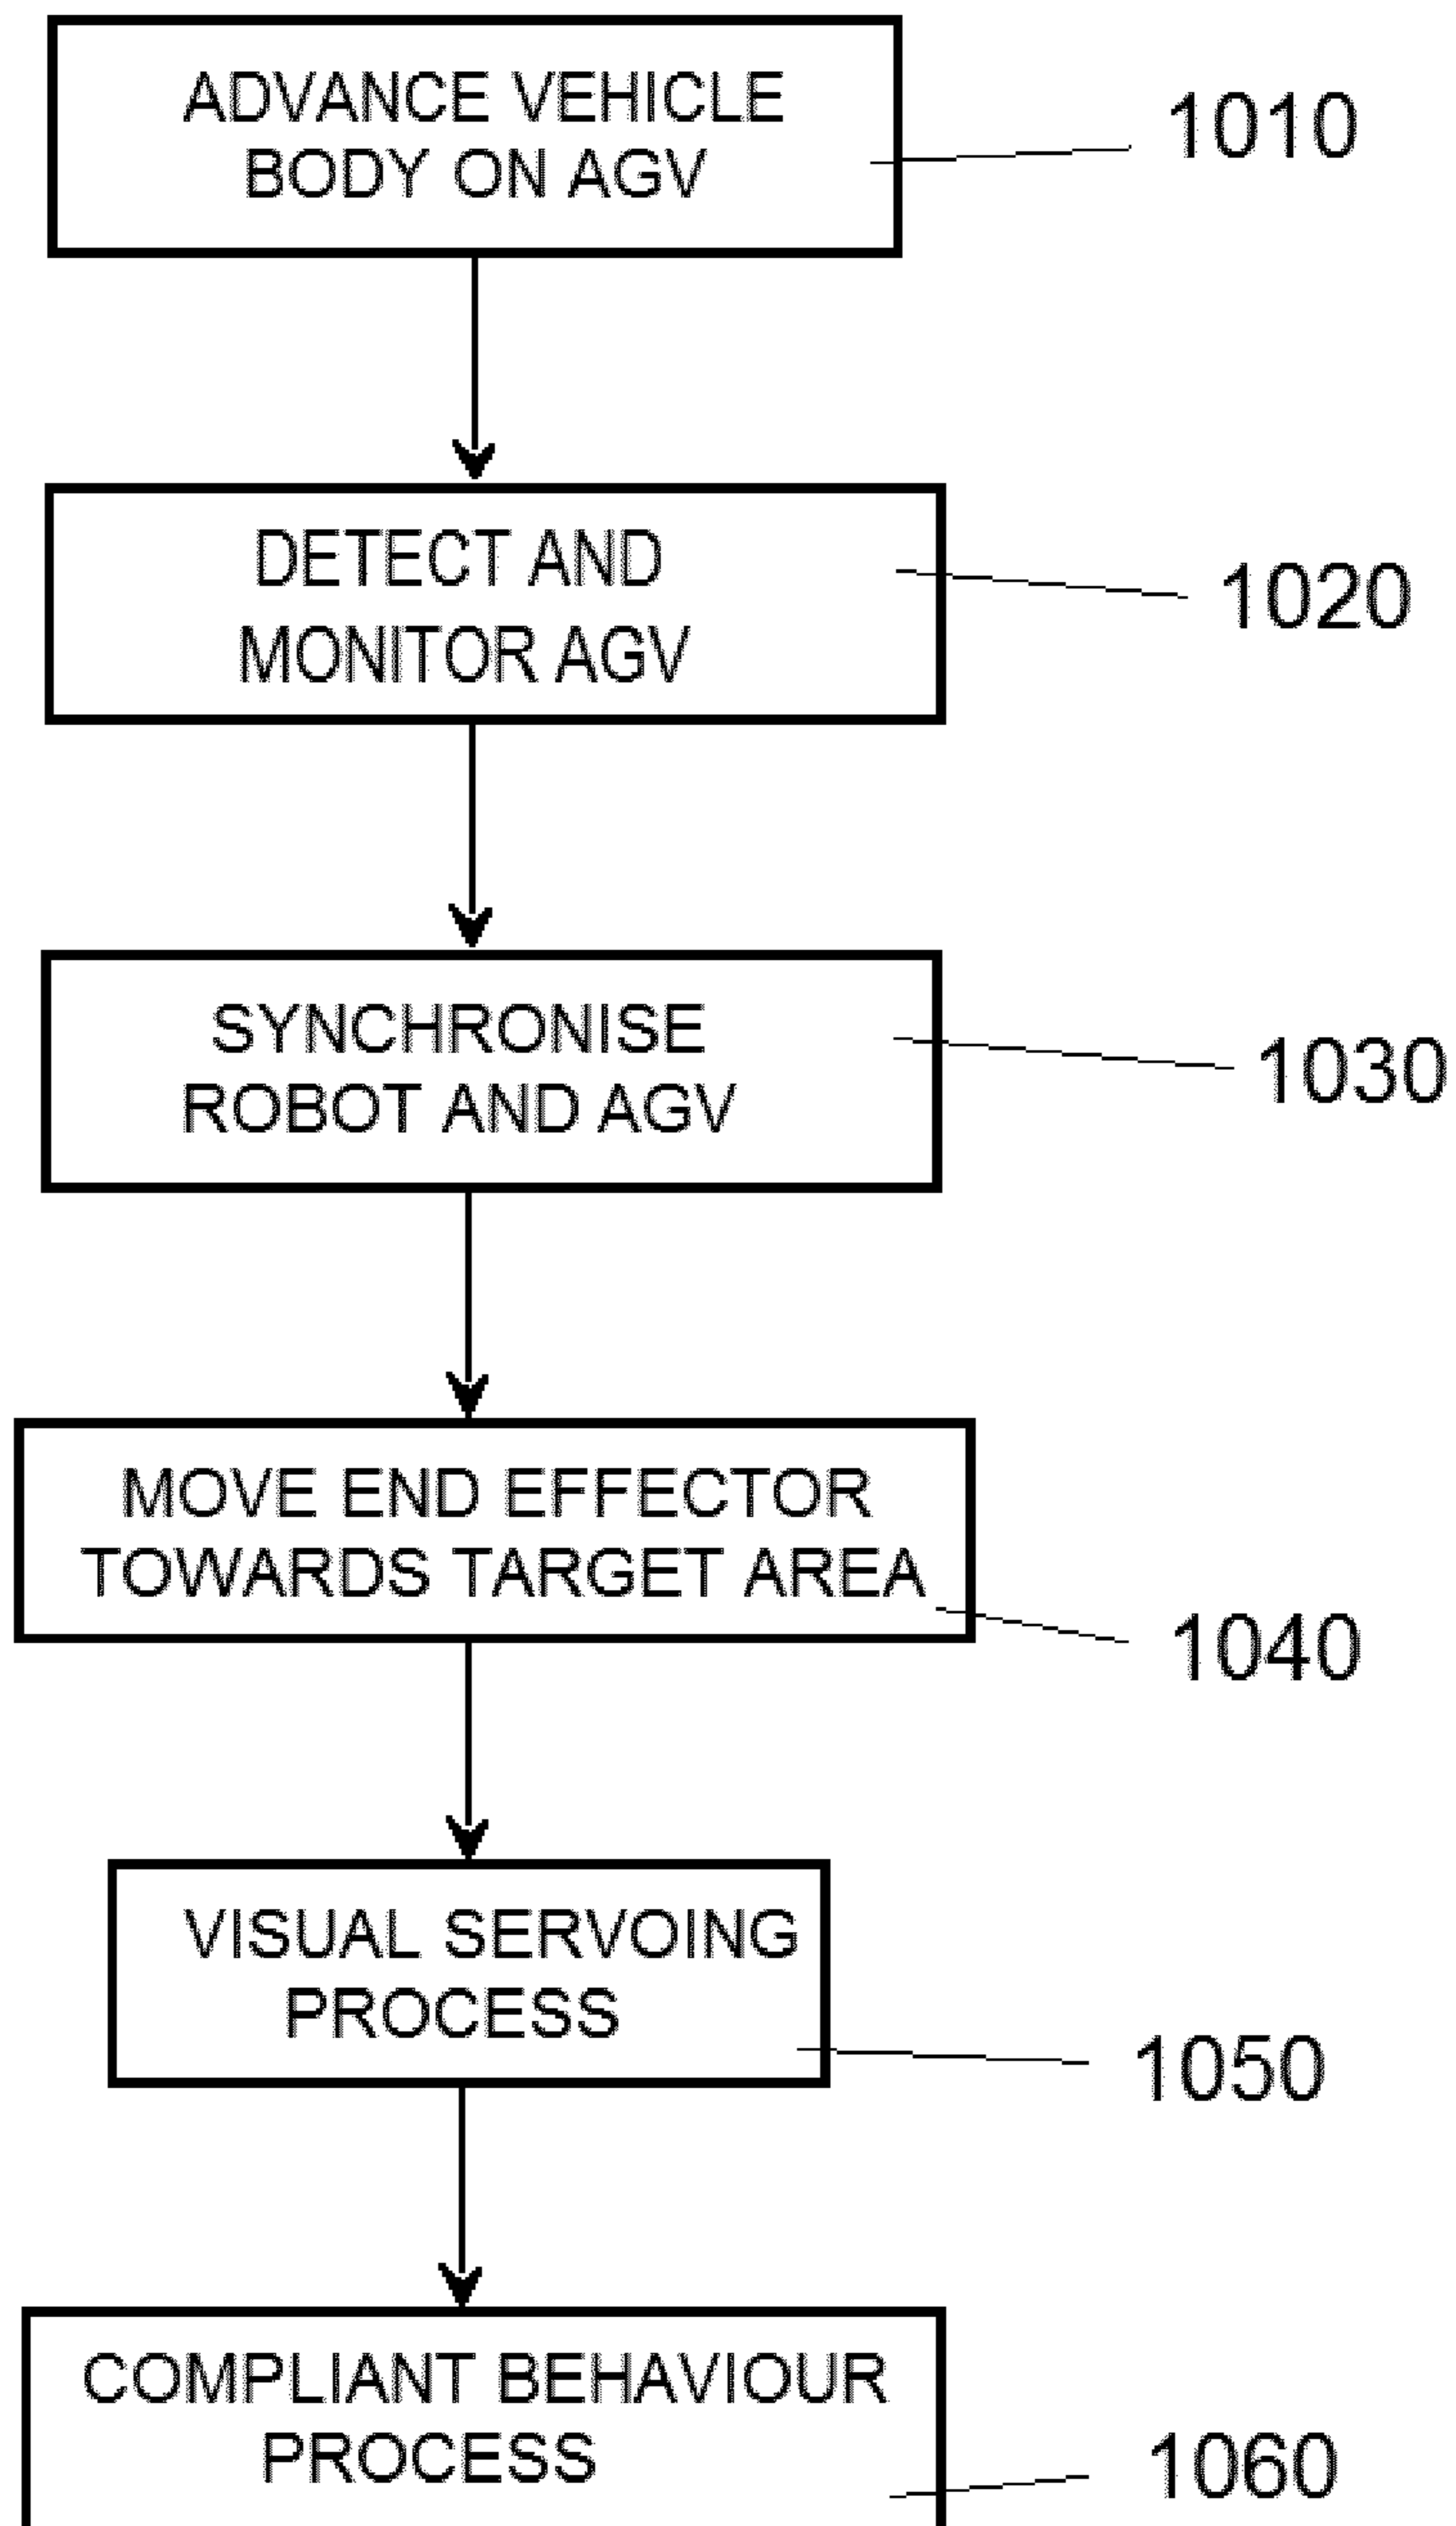 ADVANCE VEHICLE
BODY ON AGV
1010
DETECT AND
MONITOR AGV
1020
SYNCHRONISE
ROBOT AND AGV
1030
MOVE END EFFECTOR
TOWARDS TARGET AREA
1040
VISUAL SERVOING
PROCESS
1050
COMPLIANT BEHAVIOUR
PROCESS
1060